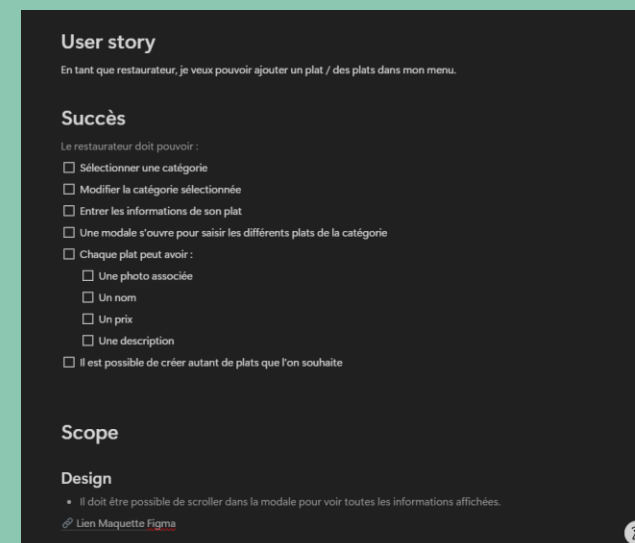 User story
En tant que restaurateur, je veux pouvoir ajouter un plat / des plats dans mon menu.
Succès
Le restaurateur doit pouvoir :
Sélectionner une catégorie
Modifier la catégorie sélectionnée
Entrer les informations de son plat
Une modale s'ouvre pour saisir les différents plats de la catégorie
Chaque plat peut avoir :
Une photo associée
Un nom
Un prix
Une description
Il est possible de créer autant de plats que l'on souhaite
Scope
Design
Il doit être possible de scroller dans la modale pour voir toutes les informations affichées.
Lien Maquette Figma